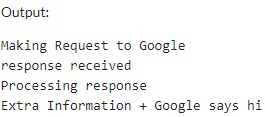 Output:
Making Request to Google
response received
Processing response
Extra Information + Google says hi